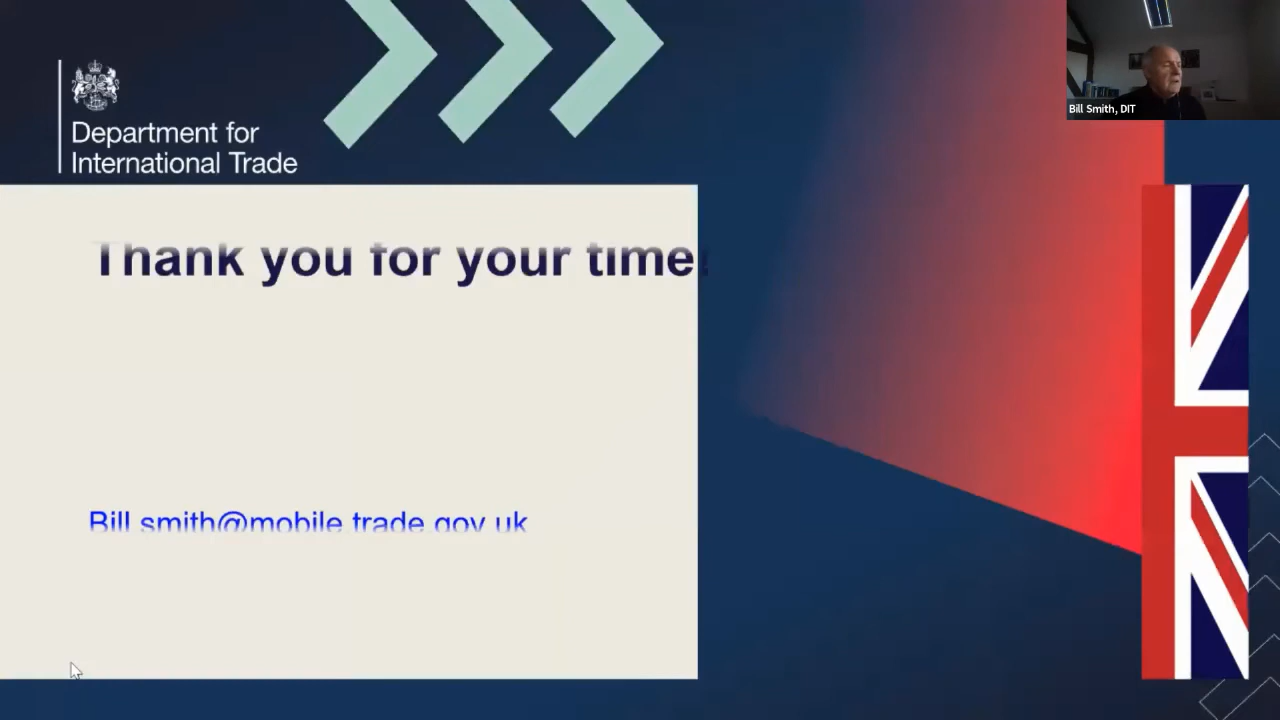 Department for
International Trade
Bill Smith, DIT
Thank you for your time!
Bill.smith@mobile.trade.gov.uk